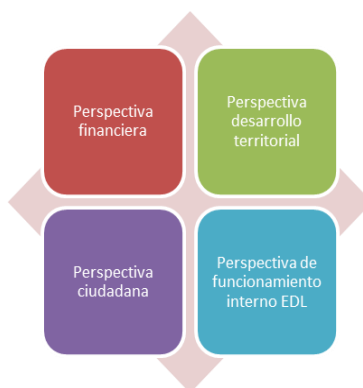 Perspectiva
financiera
Perspectiva
desarrollo
territorial
Perspectiva
ciudadana
Perspectiva de
funcionamiento
interno EDL